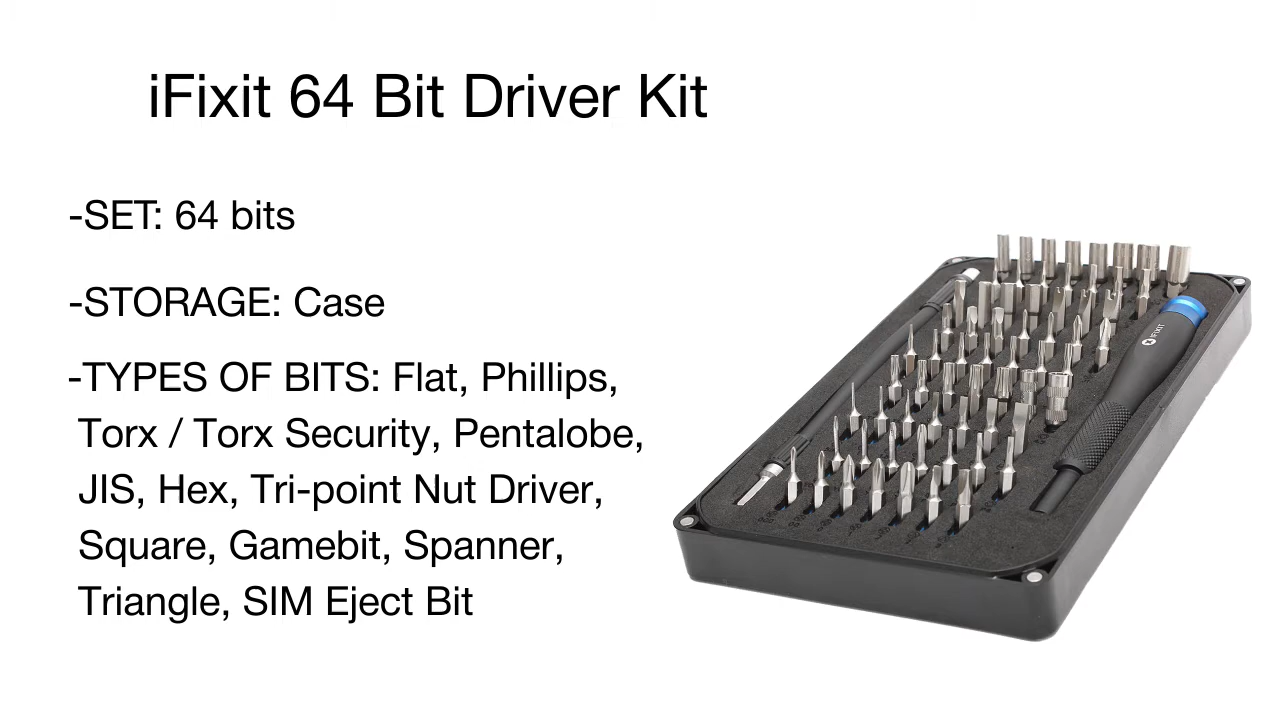 iFixit 64 Bit Driver Kit
-SET: 64 bits
-STORAGE: Case
-TYPES OF BITS: Flat, Phillips,
Torx / Torx Security, Pentalobe,
JIS, Hex, Tri-point Nut Driver,
Square, Gamebit, Spanner,
Triangle, SIM Eject Bit
IFIXIT